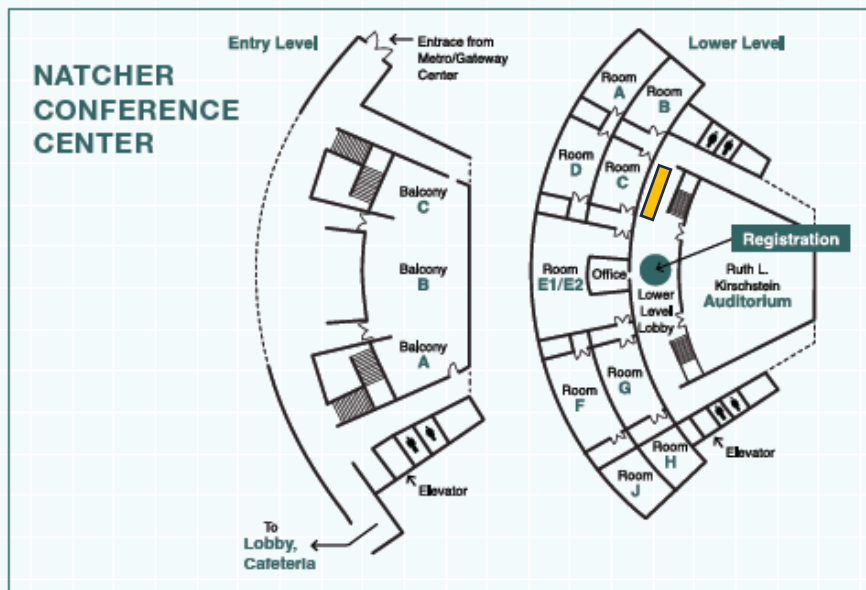 NATCHER
CONFERENCE
CENTER
Entry Level
Entrace from
Metro/Gateway
Center
Balcony
C
Balcony
B
Balcony
A
Elevator
To
Lobby,
Cafeteria
Lower Level
Room
A
Room
B
Room
D
Room
C
Registration
Room
E1/E2
Office
Lower
Level
Lobby
Ruth L.
Kirschstein
Auditorium
Room
G
Room
F
Room
H
Room
J
Elevator